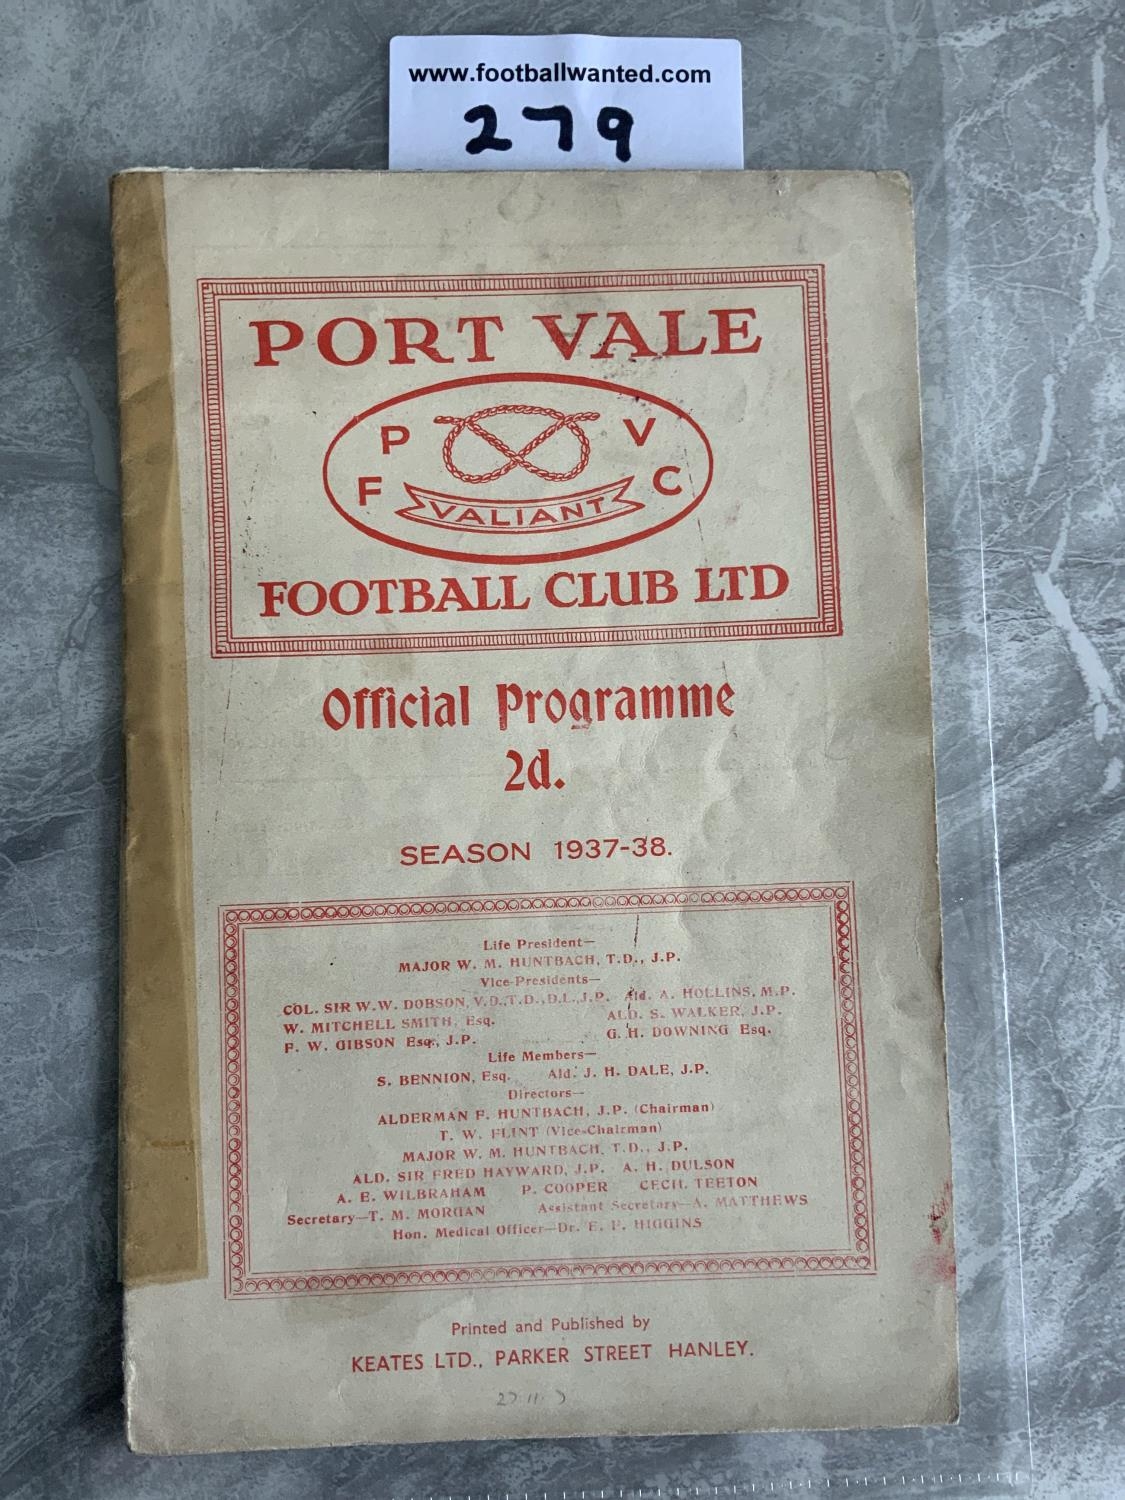 www.footballwanted.com
279
PORT VALE
P V
F C
VALIANT
FOOTBALL CLUB LTD
Official Programme
2d.
SEASON 1937-38.
Life President—
MAJOR W. M. HUNTBACH, T.D., J.P.
Vice-Presidents—
COL. SIR W.W. DOBSON, V.D., T.D., D.L., J.P. Ald. A. HOLLINS, M.P.
W. MITCHELL SMITH, Esq. ALD. S. WALKER, J.P.
F. W. GIBSON Esq., J.P. G. H. DOWNING Esq.
Life Members—
S. BENNION, Esq. Ald. J. H. DALE, J.P.
Directors—
ALDERMAN F. HUNTBACH, J.P. (Chairman)
T. W. FLINT (Vice-Chairman)
MAJOR W. M. HUNTBACH, T.D., J.P.
ALD. SIR FRED HAYWARD, J.P. A. H. DULSON
A. E. WILBRAHAM P. COOPER CECIL TEETON
Secretary—T. M. MORGAN Assistant Secretary—A. MATTHEWS
Hon. Medical Officer—Dr. E. P. HIGGINS
Printed and Published by
KEATES LTD., PARKER STREET HANLEY.